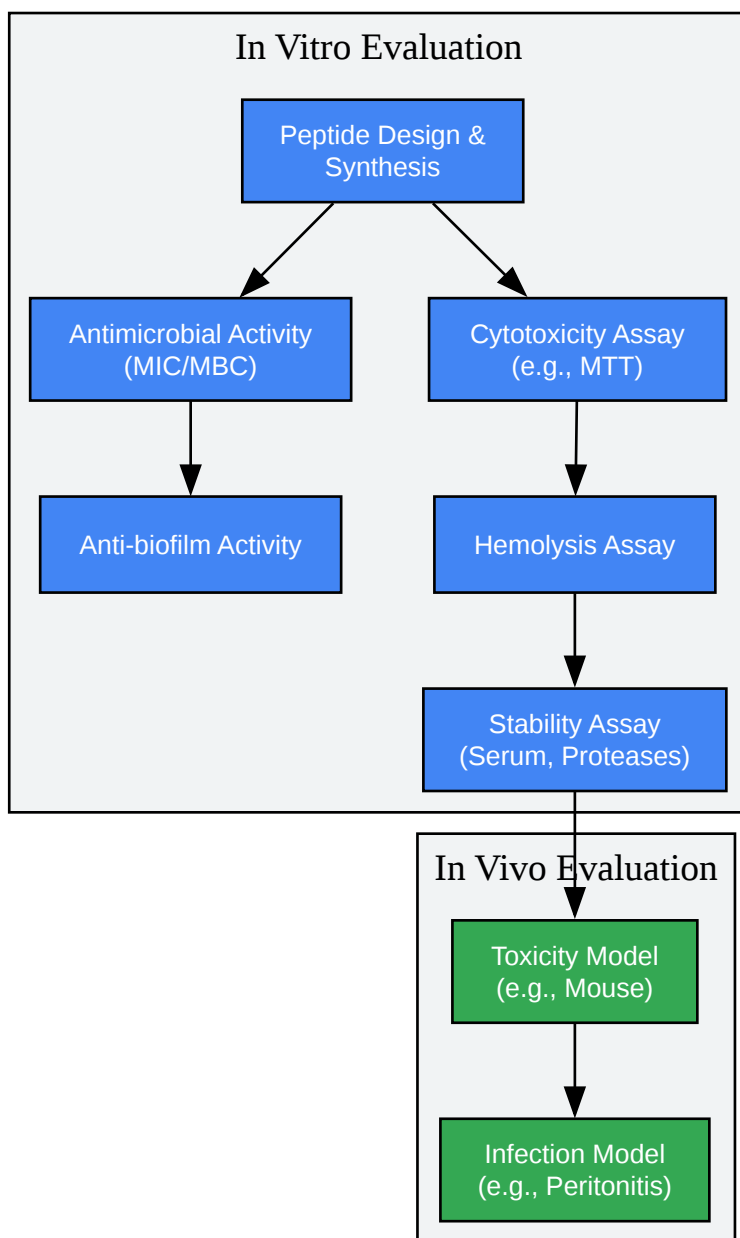 In Vitro Evaluation
Peptide Design &
Synthesis
Antimicrobial Activity
(MIC/MBC)
Cytotoxicity Assay
(e.g., MTT)
Anti-biofilm Activity
Hemolysis Assay
Stability Assay
(Serum, Proteases)
In Vivo Evaluation
Toxicity Model
(e.g., Mouse)
Infection Model
(e.g., Peritonitis)